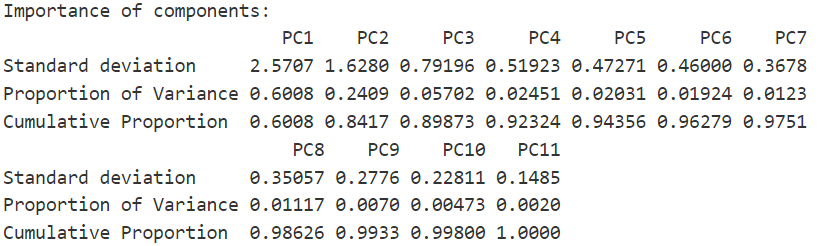 Importance of components:
PC1 PC2 PC3 PC4 PC5 PC6 PC7
Standard deviation 2.5707 1.6280 0.79196 0.51923 0.47271 0.46000 0.3678
Proportion of Variance 0.6008 0.2409 0.05702 0.02451 0.02031 0.01924 0.0123
Cumulative Proportion 0.6008 0.8417 0.89873 0.92324 0.94356 0.96279 0.9751
PC8 PC9 PC10 PC11
Standard deviation 0.35057 0.2776 0.22811 0.1485
Proportion of Variance 0.01117 0.0070 0.00473 0.0020
Cumulative Proportion 0.98626 0.9933 0.99800 1.0000